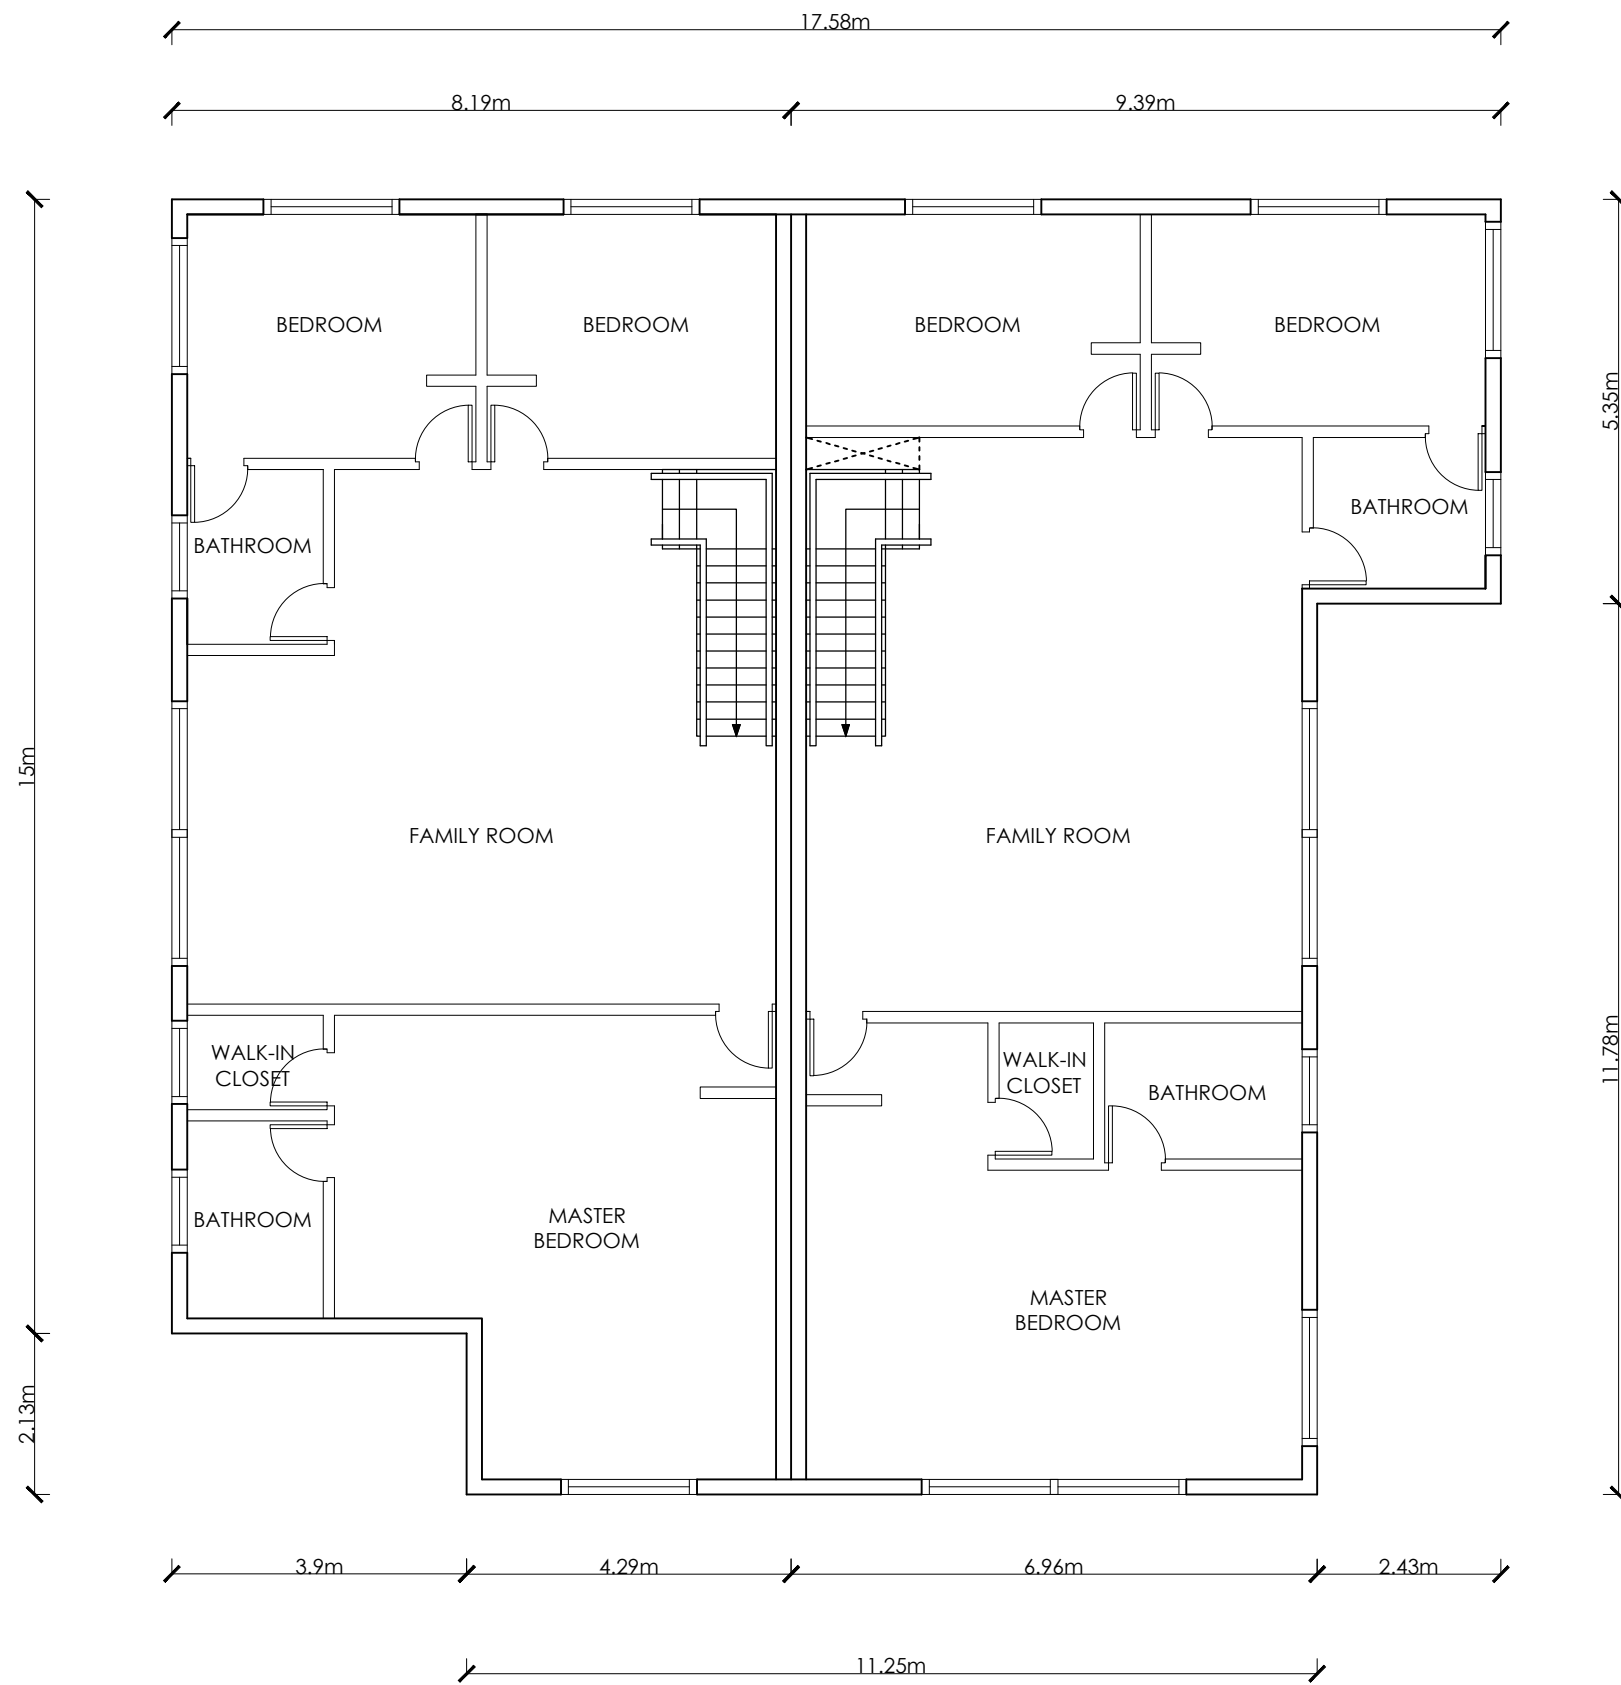 17.58m
8.19m
9.39m
BEDROOM
BEDROOM
BEDROOM
BEDROOM
5.35m
BATHROOM
BATHROOM
15m
FAMILY ROOM
FAMILY ROOM
WALK-IN
CLOSET
WALK-IN
CLOSET
BATHROOM
11.78m
BATHROOM
MASTER
BEDROOM
MASTER
BEDROOM
2.13m
3.9m
4.29m
6.96m
2.43m
11.25m